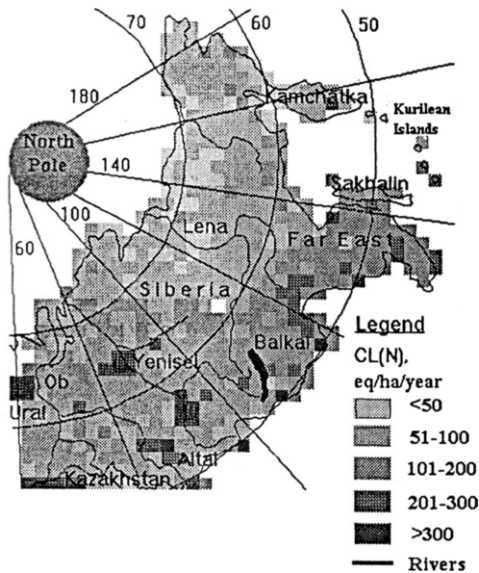 70
60
50
180
Kamchatka
Kurilean
Islands
North
Pole
140
Sakhalin
100
Lena
Far East
60
Siberia
Legend
Baikal
CL(N),
Yenisei
eq/ha/year
Ob
<50
Ural
51-100
Altai
101-200
Kazakhstan
201-300
>300
Rivers